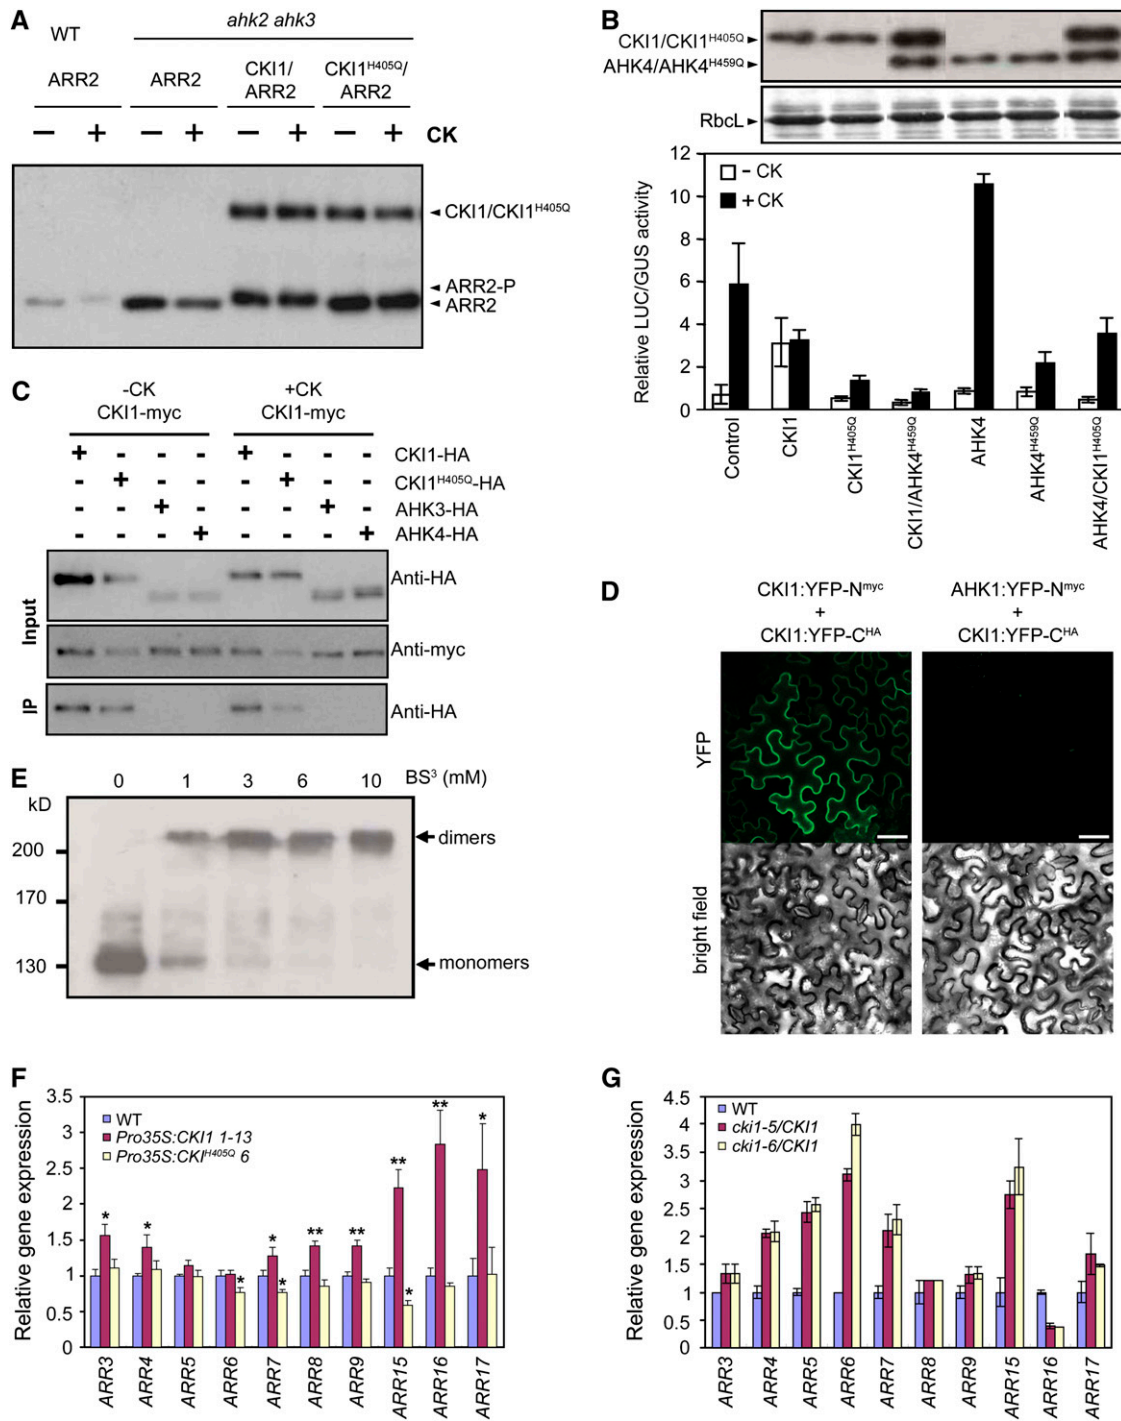 A
ahk2 ahk3
WT
ARR2
ARR2
CKI1/
ARR2
CKI1H405Q/
ARR2
− + − + − + − + CK
CKI1/CKI1H405Q
ARR2-P
ARR2
B
CKI1/CKI1H405Q
AHK4/AHK4H459Q
RbcL
Relative LUC/GUS activity
12
10
8
6
4
2
0
- CK
+ CK
Control
CKI1
CKI1H405Q
CKI1/AHK4H459Q
AHK4
AHK4H459Q
AHK4/CKI1H405Q
C
-CK
CKI1-myc
+CK
CKI1-myc
+ - - - + - - - CKI1-HA
- + - - - + - - CKI1H405Q-HA
- - + - - - + - AHK3-HA
- - - + - - - + AHK4-HA
Input
Anti-HA
Anti-myc
IP
Anti-HA
D
CKI1:YFP-Nmyc
+
CKI1:YFP-CHA
AHK1:YFP-Nmyc
+
CKI1:YFP-CHA
YFP
bright field
E
0 1 3 6 10 BS3 (mM)
kD
200
170
130
dimers
monomers
F
Relative gene expression
3.5
3
2.5
2
1.5
1
0.5
0
WT
Pro35S:CKI1 1-13
Pro35S:CKIH405Q 6
* * * * * ** ** ** * ** *
ARR3
ARR4
ARR5
ARR6
ARR7
ARR8
ARR9
ARR15
ARR16
ARR17
G
Relative gene expression
4.5
4
3.5
3
2.5
2
1.5
1
0.5
0
WT
cki1-5/CKI1
cki1-6/CKI1
ARR3
ARR4
ARR5
ARR6
ARR7
ARR8
ARR9
ARR15
ARR16
ARR17